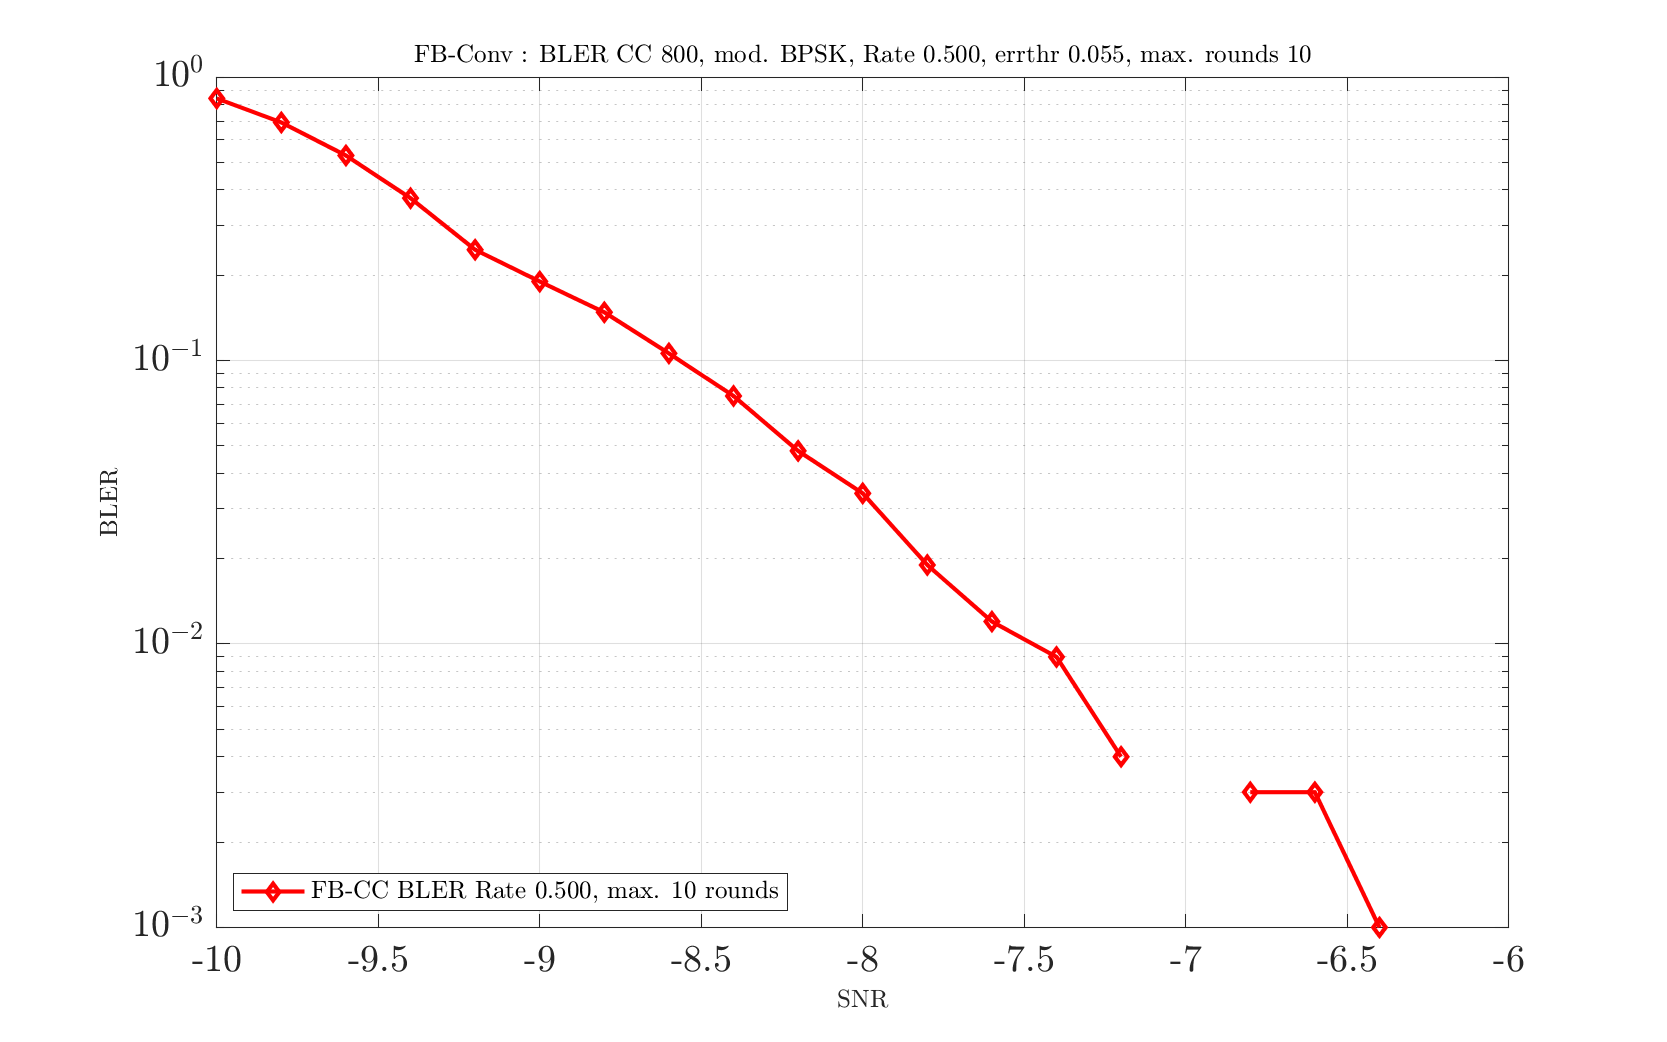 FB-Conv : BLER CC 800, mod. BPSK, Rate 0.500, errthr 0.055, max. rounds 10
10^0
10^-1
10^-2
10^-3
BLER
FB-CC BLER Rate 0.500, max. 10 rounds
-10 -9.5 -9 -8.5 -8 -7.5 -7 -6.5 -6
SNR